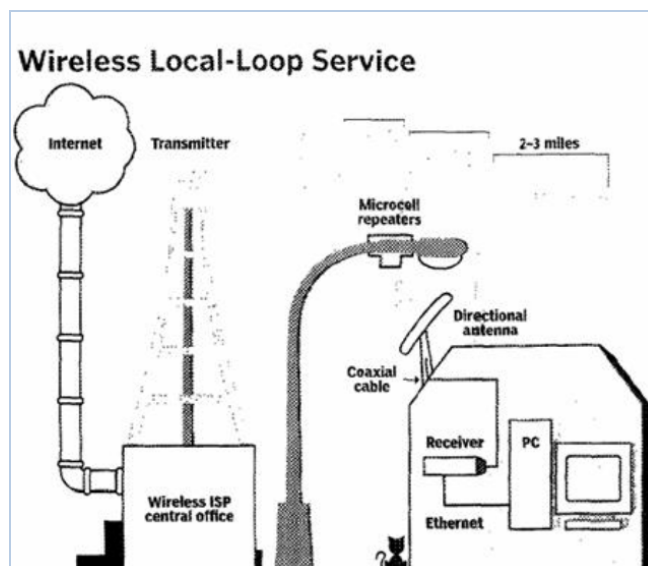 Wireless Local-Loop Service
Internet
Transmitter
2-3 miles
Microcell
repeaters
Directional
antenna
Coaxial
cable
Receiver
PC
Wireless ISP
central office
Ethernet